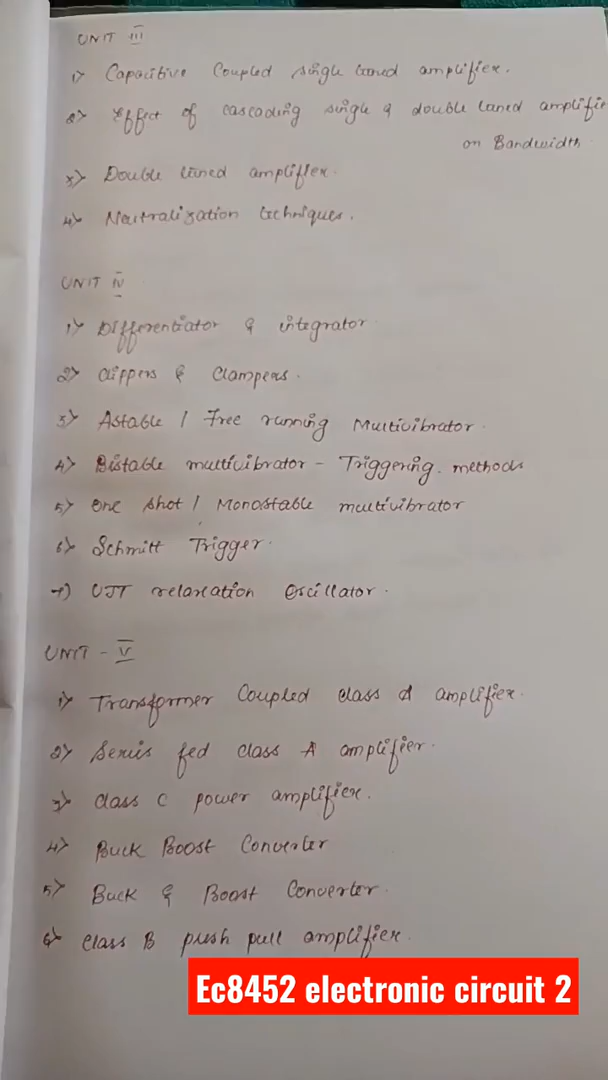 UNIT III
1) Capacitive Coupled single tuned amplifier.
2) Effect of cascading single & double tuned amplifie
on Bandwidth
3) Double tuned amplifier.
4) Neutralization techniques.
UNIT IV
1) Differentiator & integrator
2) Clippers & Clampers.
3) Astable / Free running Multivibrator.
4) Bistable multivibrator - Triggering methods
5) One shot / Monostable multivibrator
6) Schmitt Trigger.
7) UJT relaxation Oscillator.
UNIT - V
1) Transformer Coupled class A amplifier.
2) Series fed class A amplifier.
3) Class C power amplifier.
4) Buck Boost Converter
5) Buck & Boost Converter.
6) Class B push pull amplifier.
Ec8452 electronic circuit 2